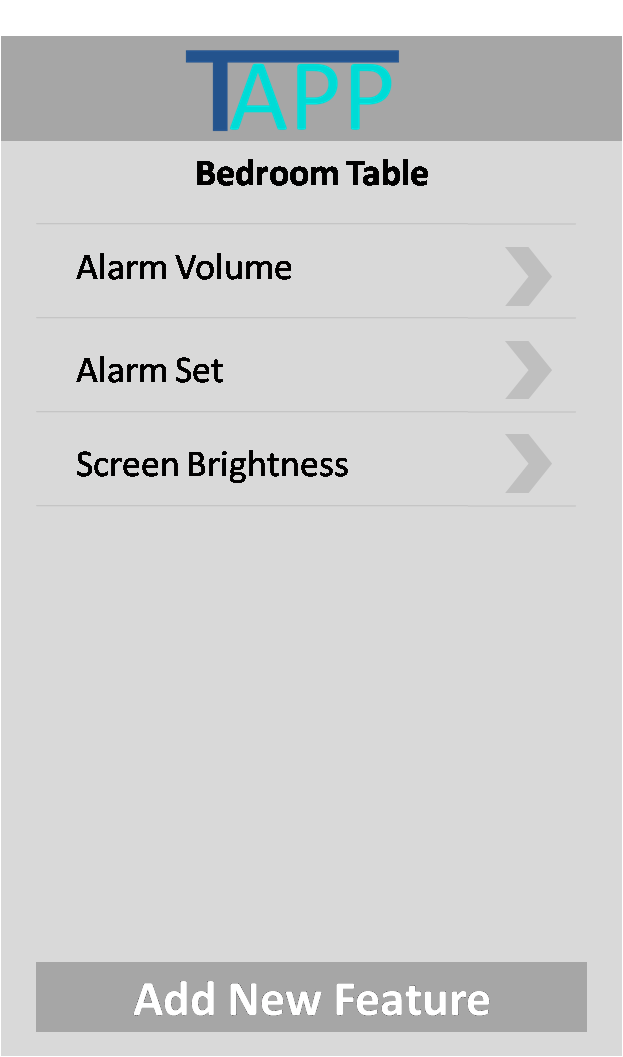 TAPP
Bedroom Table
Alarm Volume
Alarm Set
Screen Brightness
Add New Feature